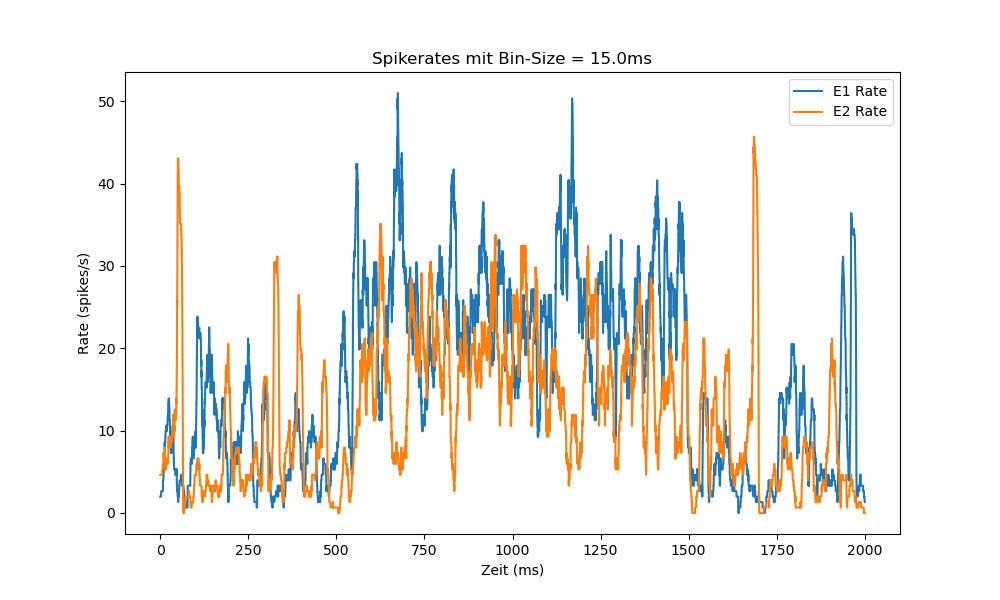 Spikerates mit Bin-Size = 15.0ms
E1 Rate
E2 Rate
50
40
30
20
10
0
Rate (spikes/s)
0 250 500 750 1000 1250 1500 1750 2000
Zeit (ms)